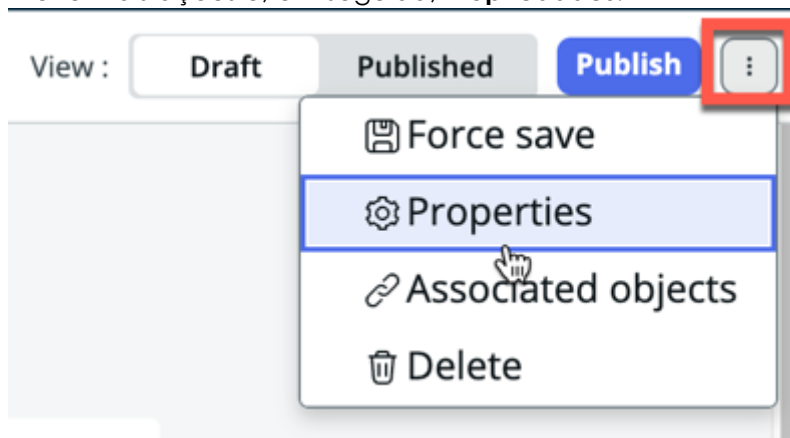 View : Draft Published Publish
Force save
Properties
Associated objects
Delete